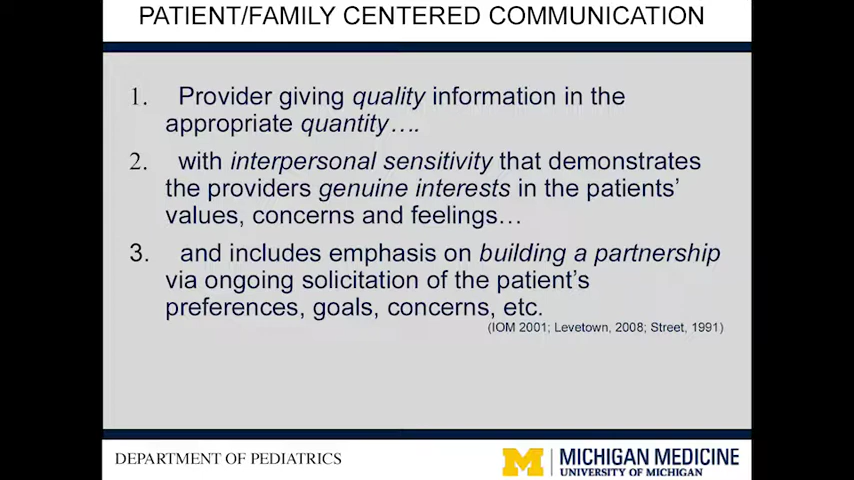 PATIENT/FAMILY CENTERED COMMUNICATION
1. Provider giving quality information in the
appropriate quantity….
2. with interpersonal sensitivity that demonstrates
the providers genuine interests in the patients’
values, concerns and feelings…
3. and includes emphasis on building a partnership
via ongoing solicitation of the patient’s
preferences, goals, concerns, etc.
(IOM 2001; Levetown, 2008; Street, 1991)
DEPARTMENT OF PEDIATRICS
M MICHIGAN MEDICINE
UNIVERSITY OF MICHIGAN